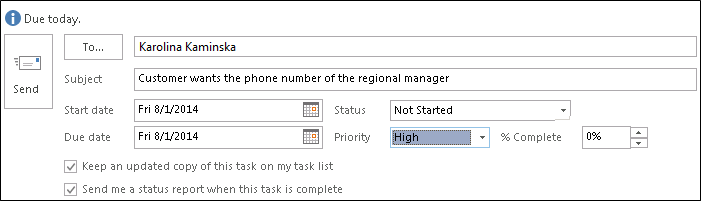 Due today.
To...
Karolina Kaminska
Send
Subject
Customer wants the phone number of the regional manager
Start date
Fri 8/1/2014
Status
Not Started
Due date
Fri 8/1/2014
Priority
High
% Complete
0%
Keep an updated copy of this task on my task list
Send me a status report when this task is complete